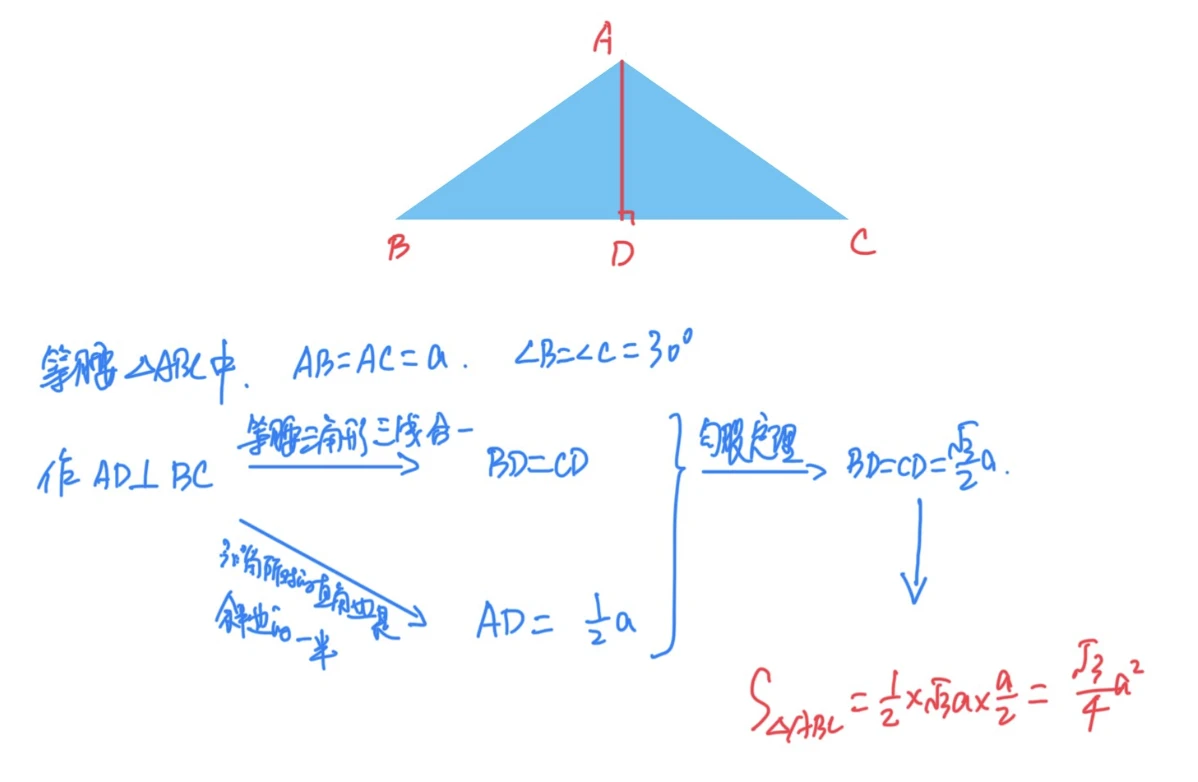 A
B
D
C
等腰△ABC中. AB=AC=a. ∠B=∠C=30°
等腰三角形三线合一
勾股定理
作 AD⊥BC
BD=CD
BD=CD=√3/2 a.
30°角所对的直角边是
斜边的一半
AD= 1/2 a
S△ABC = 1/2 × √3a × a/2 = √3/4 a²